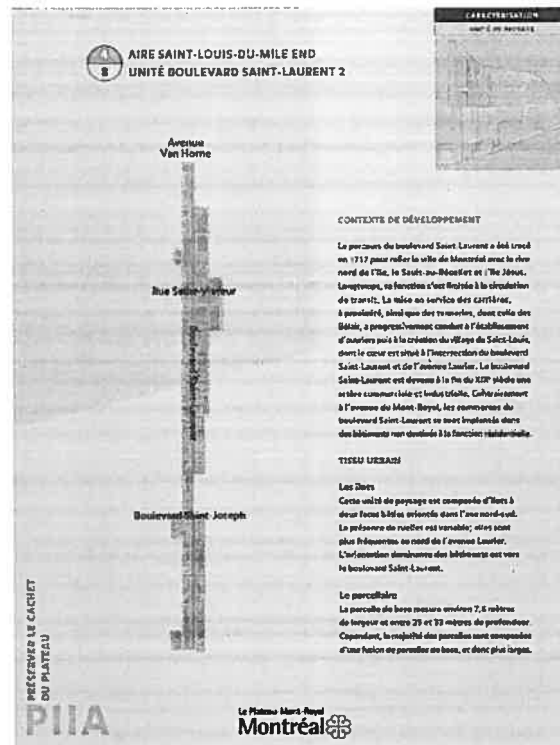 CARACTÉRISATION
UNITÉ DE PAYSAGE
4
8
AIRE SAINT-LOUIS-DU-MILE END
UNITÉ BOULEVARD SAINT-LAURENT 2
Avenue
Van Horne
Rue Saint-Viateur
Boulevard Saint-Joseph
CONTEXTE DE DÉVELOPPEMENT
Le parcours du boulevard Saint-Laurent a été tracé
en 1717 pour relier la ville de Montréal avec la rive
nord de l'île, le Sault-au-Récollet et l'île Jésus.
Longtemps, sa fonction s'est limitée à la circulation
de transit. La mise en service des carrières,
à proximité, ainsi que des tanneries, dont celle des
Bélair, a progressivement conduit à l'établissement
d'ouvriers puis à la création du village de Saint-Louis,
dont le cœur est situé à l'intersection du boulevard
Saint-Laurent et de l'avenue Laurier. Le boulevard
Saint-Laurent est devenu à la fin du XIXe siècle une
artère commerciale et industrielle. Contrairement
à l'avenue du Mont-Royal, les commerces du
boulevard Saint-Laurent se sont implantés dans
des bâtiments non destinés à la fonction résidentielle.
TISSU URBAIN
Les îlots
Cette unité de paysage est composée d'îlots à
deux faces bâties orientés dans l'axe nord-sud.
La présence de ruelles est variable; elles sont
plus fréquentes au nord de l'avenue Laurier.
L'orientation dominante des bâtiments est vers
le boulevard Saint-Laurent.
Le parcellaire
La parcelle de base mesure environ 7,6 mètres
de largeur et entre 25 et 33 mètres de profondeur.
Cependant, la majorité des parcelles sont composées
d'une fusion de parcelles de base, et donc plus larges.
PRÉSERVER LE CACHET
DU PLATEAU
PIIA
Le Plateau-Mont-Royal
Montréal